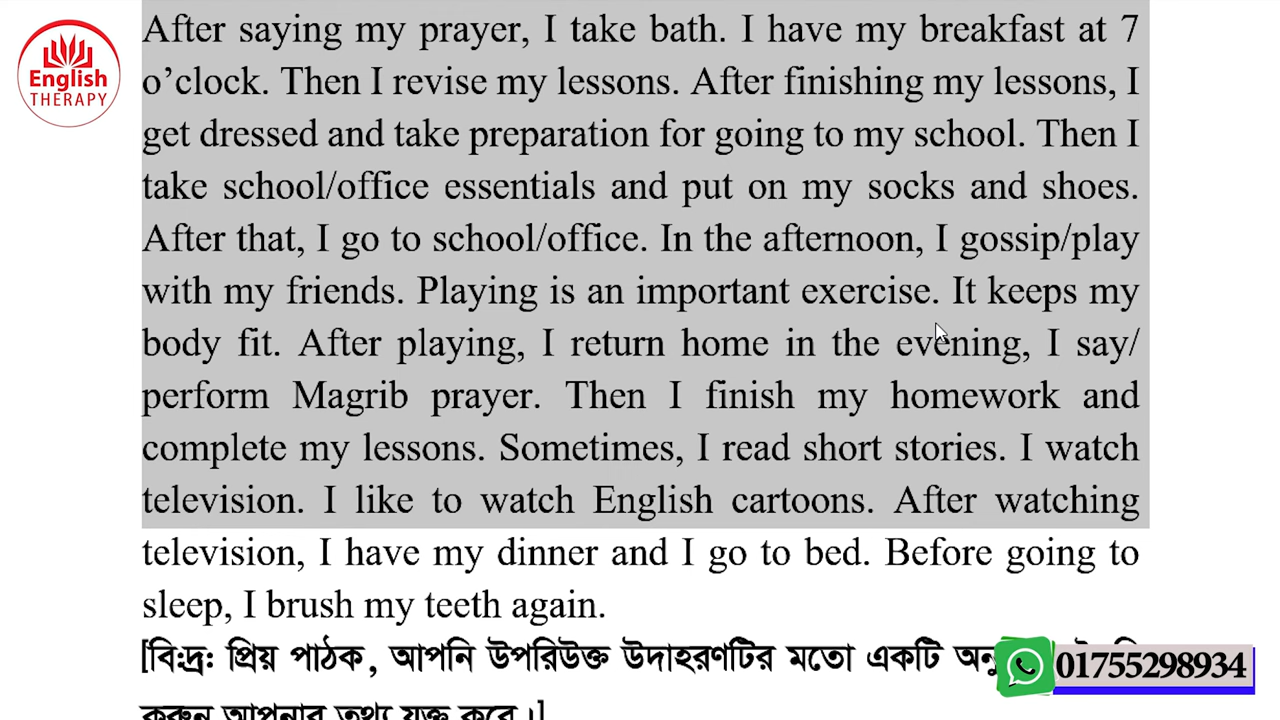 English
THERAPY
After saying my prayer, I take bath. I have my breakfast at 7
o’clock. Then I revise my lessons. After finishing my lessons, I
get dressed and take preparation for going to my school. Then I
take school/office essentials and put on my socks and shoes.
After that, I go to school/office. In the afternoon, I gossip/play
with my friends. Playing is an important exercise. It keeps my
body fit. After playing, I return home in the evening, I say/
perform Magrib prayer. Then I finish my homework and
complete my lessons. Sometimes, I read short stories. I watch
television. I like to watch English cartoons. After watching
television, I have my dinner and I go to bed. Before going to
sleep, I brush my teeth again.
[বি:দ্র: প্রিয় পাঠক, আপনি উপরিউক্ত উদাহরণটির মতো একটি
01755298934
করুন আপনার তথ্য যুক্ত করে।]